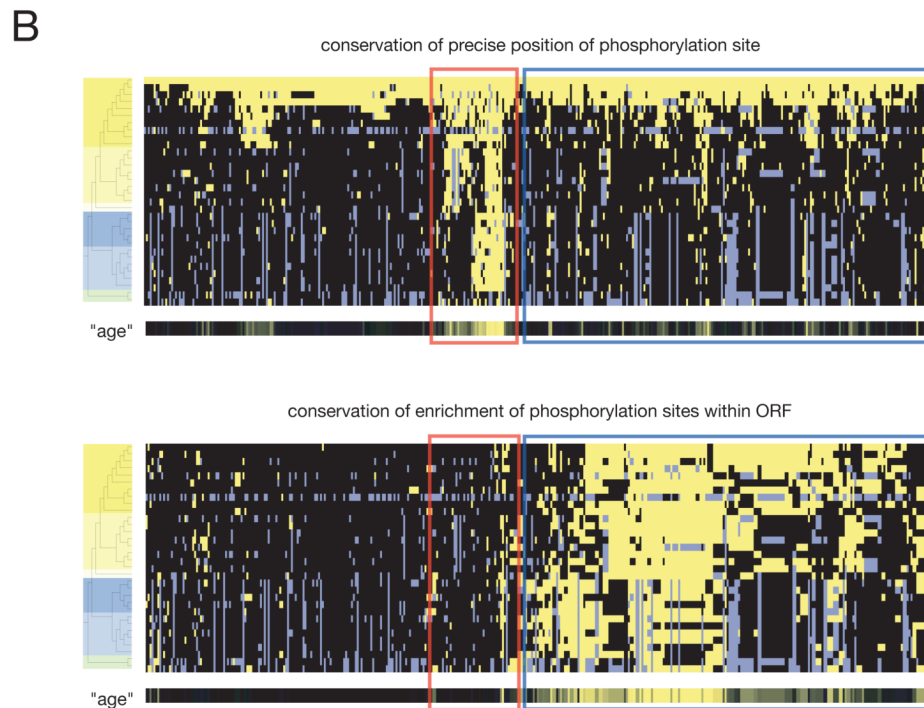 B
conservation of precise position of phosphorylation site
"age"
conservation of enrichment of phosphorylation sites within ORF
"age"